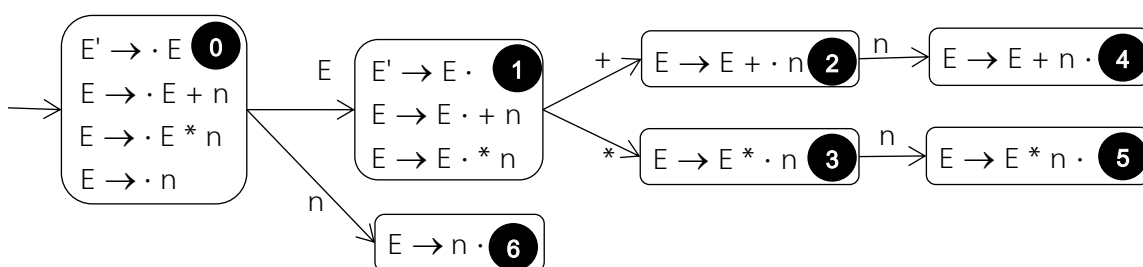 E' → · E 0
E → · E + n
E → · E * n
E → · n
E
n
E' → E · 1
E → E · + n
E → E · * n
+
*
E → E + · n 2
n
E → E + n · 4
E → E * · n 3
n
E → E * n · 5
E → n · 6